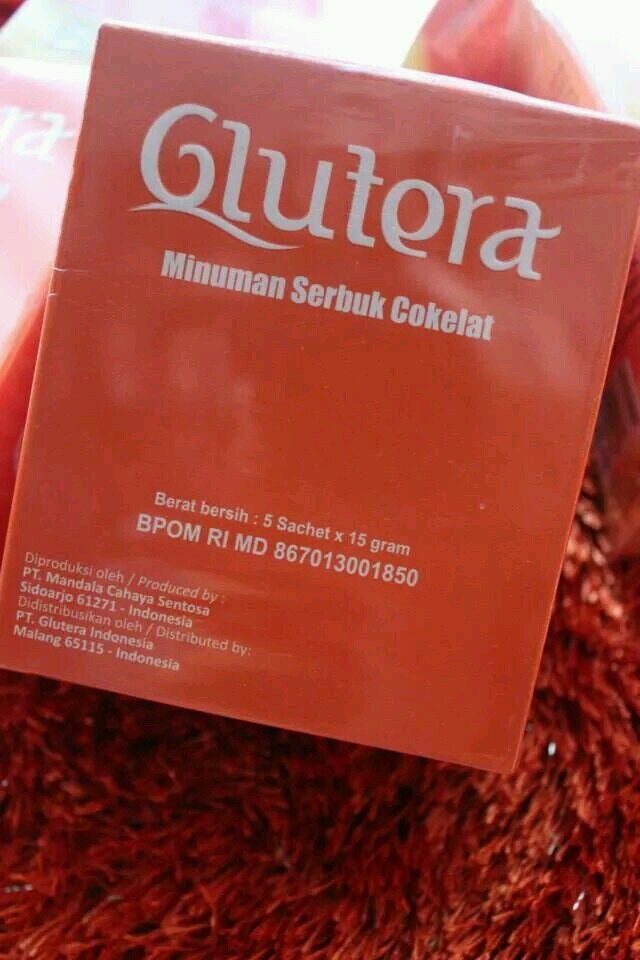 Glutera
Minuman Serbuk Cokelat
Berat bersih : 5 Sachet x 15 gram
BPOM RI MD 867013001850
Diproduksi oleh / Produced by :
PT. Mandala Cahaya Sentosa
Sidoarjo 61271 - Indonesia
Didistribusikan oleh / Distributed by:
PT. Glutera Indonesia
Malang 65115 - Indonesia